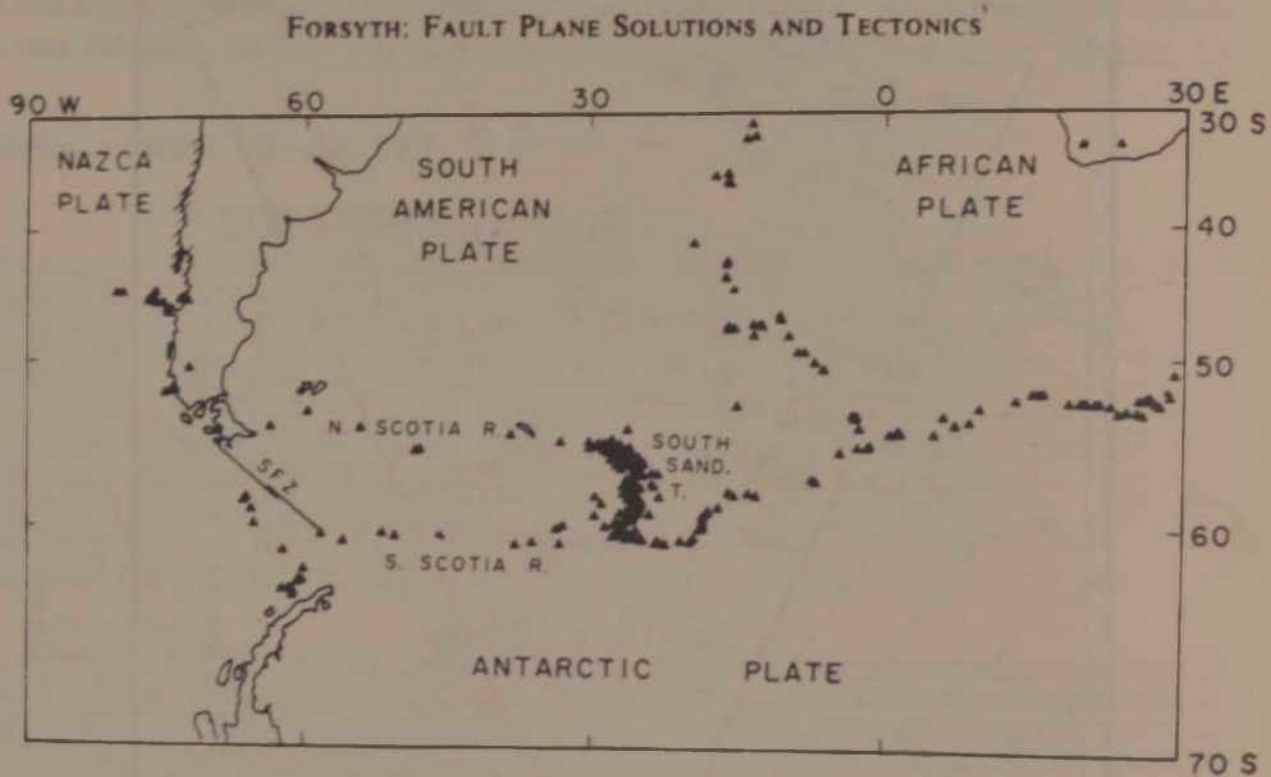 FORSYTH: FAULT PLANE SOLUTIONS AND TECTONICS
90 W 60 30 0 30 E
30 S
NAZCA
PLATE
SOUTH
AMERICAN
PLATE
AFRICAN
PLATE
40
50
N. SCOTIA R.
SOUTH
SAND.
T.
SFZ
60
S. SCOTIA R.
ANTARCTIC PLATE
70 S